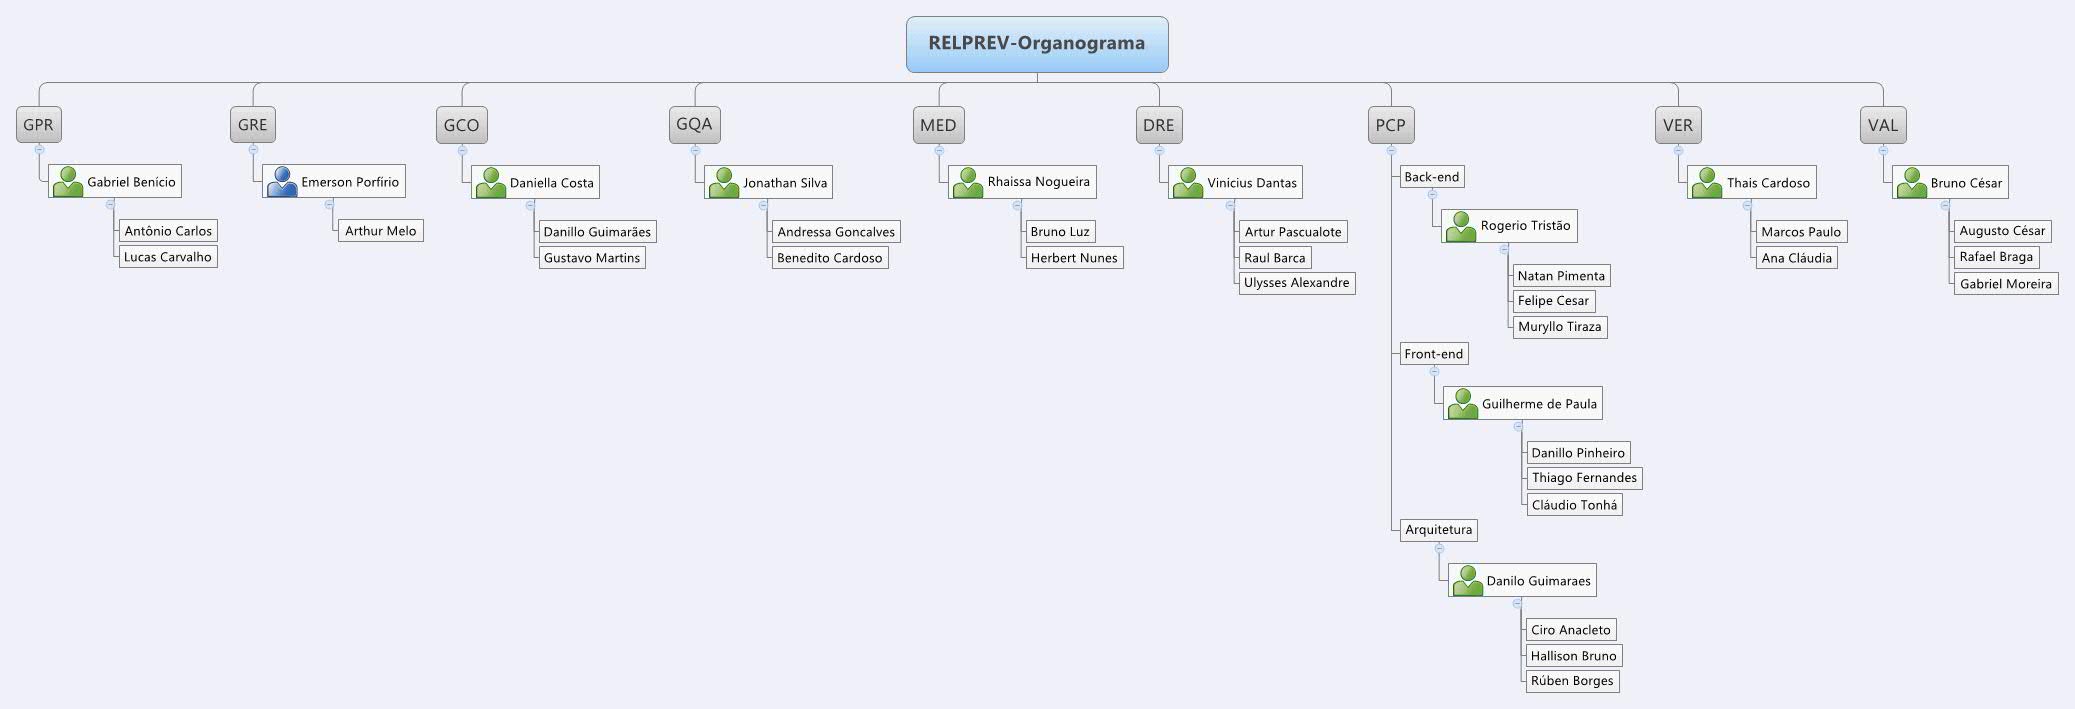 RELPREV-Organograma
GPR
Gabriel Benício
Antônio Carlos
Lucas Carvalho
GRE
Emerson Porfírio
Arthur Melo
GCO
Daniella Costa
Danillo Guimarães
Gustavo Martins
GQA
Jonathan Silva
Andressa Goncalves
Benedito Cardoso
MED
Rhaissa Nogueira
Bruno Luz
Herbert Nunes
DRE
Vinicius Dantas
Artur Pascualote
Raul Barca
Ulysses Alexandre
PCP
Back-end
Rogerio Tristão
Natan Pimenta
Felipe Cesar
Muryllo Tiraza
Front-end
Guilherme de Paula
Danillo Pinheiro
Thiago Fernandes
Cláudio Tonhá
Arquitetura
Danilo Guimaraes
Ciro Anacleto
Hallison Bruno
Rúben Borges
VER
Thais Cardoso
Marcos Paulo
Ana Cláudia
VAL
Bruno César
Augusto César
Rafael Braga
Gabriel Moreira